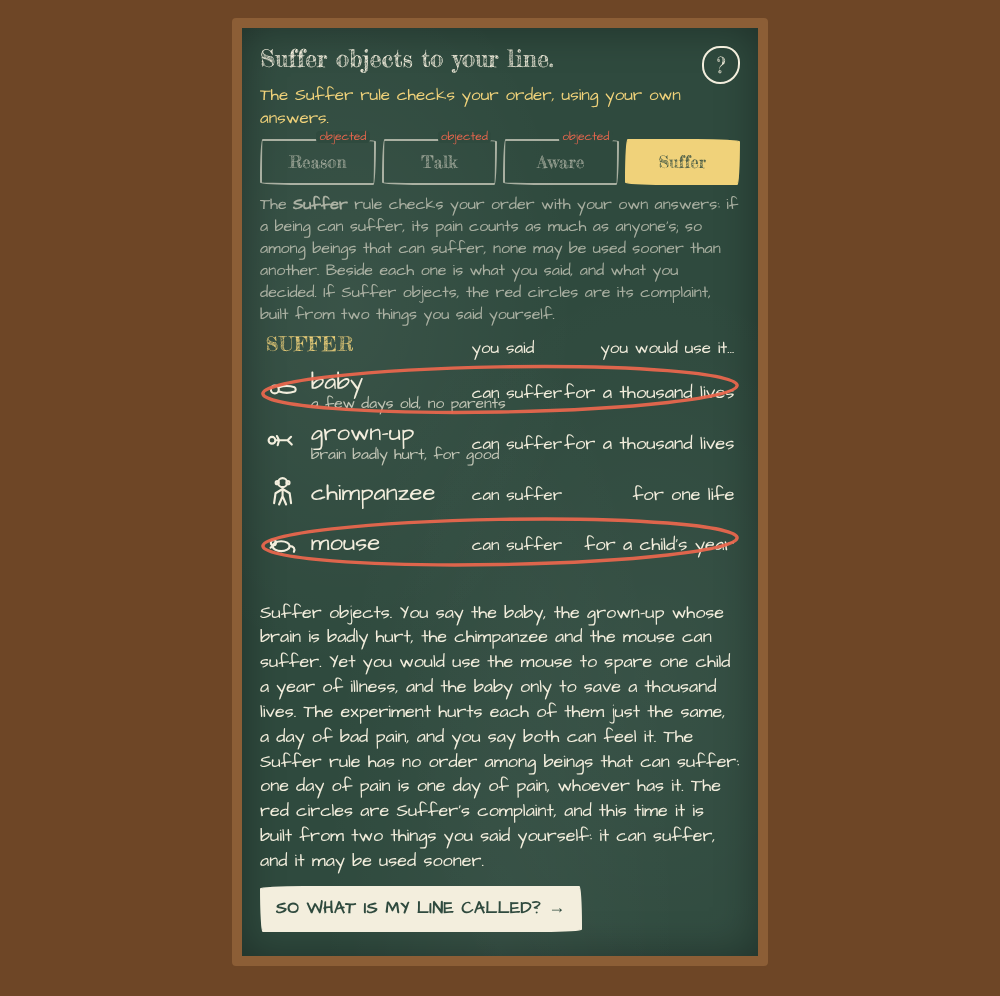 Suffer objects to your line.
?
The Suffer rule checks your order, using your own
answers.
objected objected objected
Reason Talk Aware Suffer
The Suffer rule checks your order with your own answers: if
a being can suffer, its pain counts as much as anyone's; so
among beings that can suffer, none may be used sooner than
another. Beside each one is what you said, and what you
decided. If Suffer objects, the red circles are its complaint,
built from two things you said yourself.
SUFFER you said you would use it...
baby can suffer for a thousand lives
a few days old, no parents
grown-up can suffer for a thousand lives
brain badly hurt, for good
chimpanzee can suffer for one life
mouse can suffer for a child's year
Suffer objects. You say the baby, the grown-up whose
brain is badly hurt, the chimpanzee and the mouse can
suffer. Yet you would use the mouse to spare one child
a year of illness, and the baby only to save a thousand
lives. The experiment hurts each of them just the same,
a day of bad pain, and you say both can feel it. The
Suffer rule has no order among beings that can suffer:
one day of pain is one day of pain, whoever has it. The
red circles are Suffer's complaint, and this time it is
built from two things you said yourself: it can suffer,
and it may be used sooner.
SO WHAT IS MY LINE CALLED? →